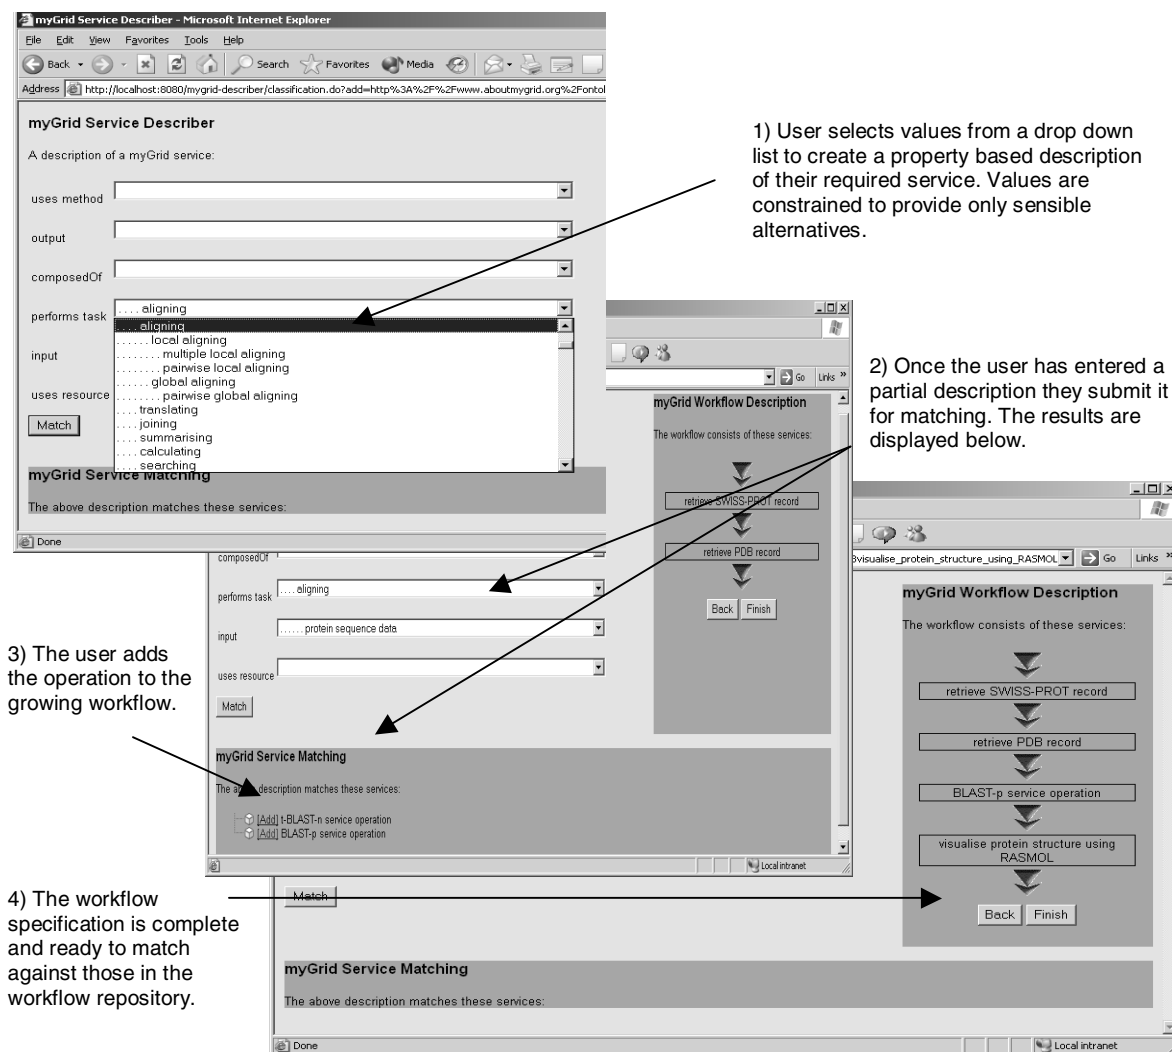 myGrid Service Describer - Microsoft Internet Explorer
File Edit View Favorites Tools Help
Back Search Favorites Media
Address http://localhost:8080/mygrid-describer/classification.do?add=http%3A%2F%2Fwww.aboutmygrid.org%2Fontol
myGrid Service Describer
A description of a myGrid service:
uses method
output
composedOf
performs task .... aligning
.... aligning
...... local aligning
........ multiple local aligning
........ pairwise local aligning
...... global aligning
........ pairwise global aligning
.... translating
.... joining
.... summarising
.... calculating
.... searching
input
uses resource
Match
myGrid Service Matching
The above description matches these services:
Done
1) User selects values from a drop down
list to create a property based description
of their required service. Values are
constrained to provide only sensible
alternatives.
Go Links »
myGrid Workflow Description
The workflow consists of these services:
retrieve SWISS-PROT record
retrieve PDB record
Back Finish
composedOf
performs task .... aligning
input ...... protein sequence data
uses resource
Match
myGrid Service Matching
The above description matches these services:
[Add] t-BLAST-n service operation
[Add] BLAST-p service operation
Local intranet
2) Once the user has entered a
partial description they submit it
for matching. The results are
displayed below.
3) The user adds
the operation to the
growing workflow.
3visualise_protein_structure_using_RASMOL Go Links »
myGrid Workflow Description
The workflow consists of these services:
retrieve SWISS-PROT record
retrieve PDB record
BLAST-p service operation
visualise protein structure using
RASMOL
Back Finish
Match
myGrid Service Matching
The above description matches these services:
Done Local intranet
4) The workflow
specification is complete
and ready to match
against those in the
workflow repository.